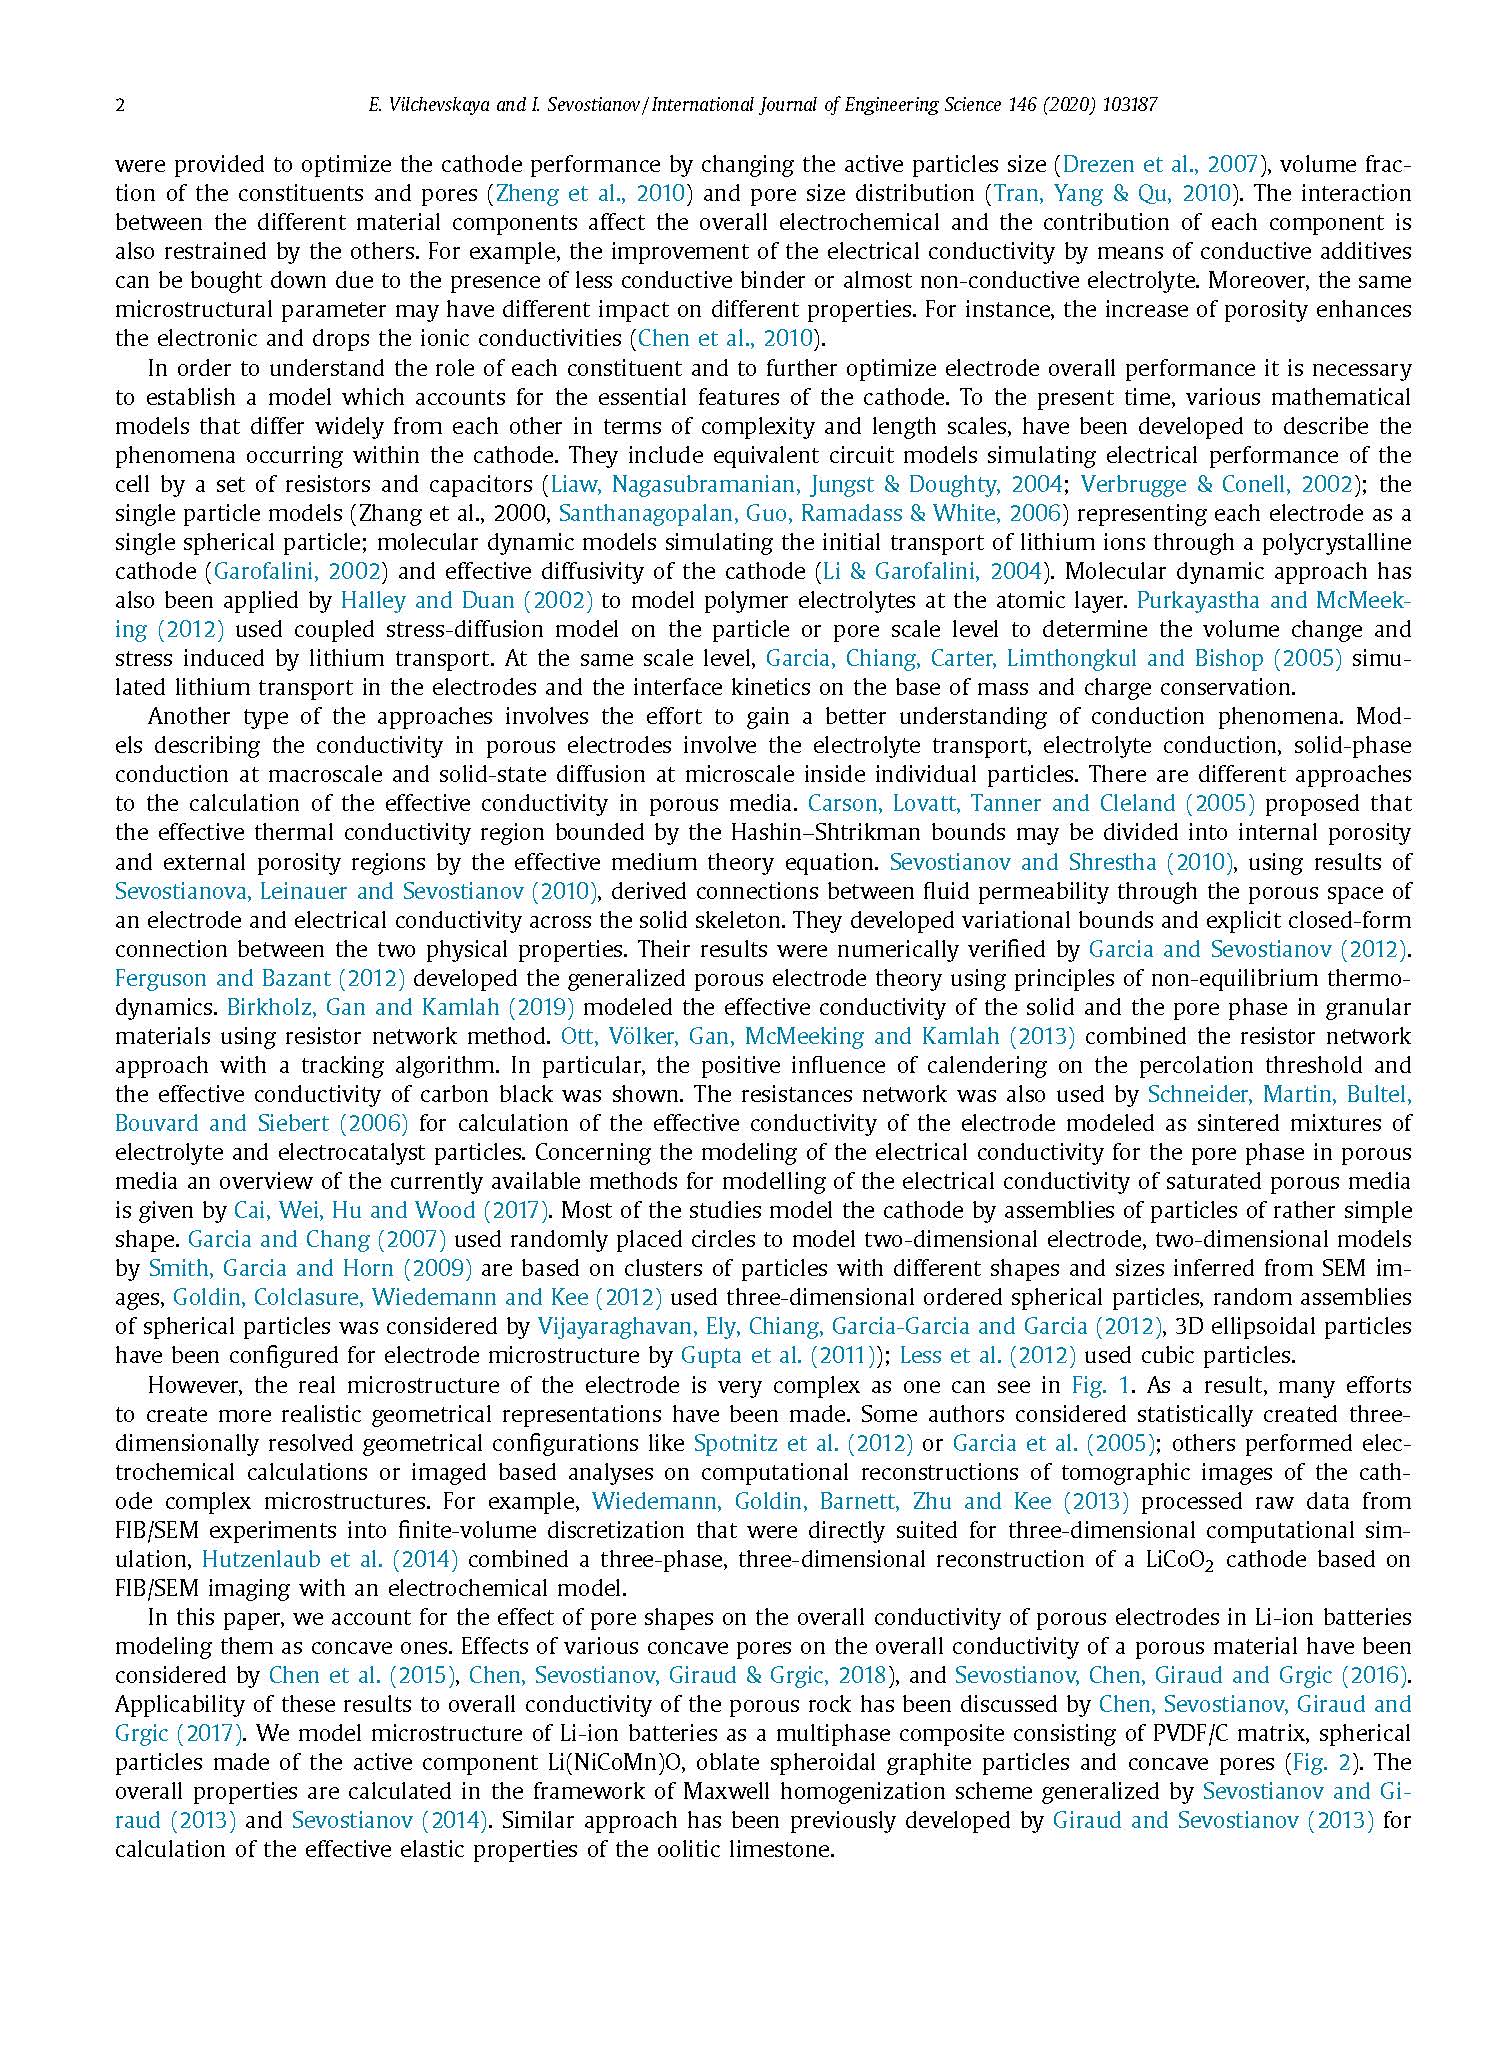 2
E. Vilchevskaya and I. Sevostianov / International Journal of Engineering Science 146 (2020) 103187
were provided to optimize the cathode performance by changing the active particles size (Drezen et al., 2007), volume frac-
tion of the constituents and pores (Zheng et al., 2010) and pore size distribution (Tran, Yang & Qu, 2010). The interaction
between the different material components affect the overall electrochemical and the contribution of each component is
also restrained by the others. For example, the improvement of the electrical conductivity by means of conductive additives
can be bought down due to the presence of less conductive binder or almost non-conductive electrolyte. Moreover, the same
microstructural parameter may have different impact on different properties. For instance, the increase of porosity enhances
the electronic and drops the ionic conductivities (Chen et al., 2010).
In order to understand the role of each constituent and to further optimize electrode overall performance it is necessary
to establish a model which accounts for the essential features of the cathode. To the present time, various mathematical
models that differ widely from each other in terms of complexity and length scales, have been developed to describe the
phenomena occurring within the cathode. They include equivalent circuit models simulating electrical performance of the
cell by a set of resistors and capacitors (Liaw, Nagasubramanian, Jungst & Doughty, 2004; Verbrugge & Conell, 2002); the
single particle models (Zhang et al., 2000, Santhanagopalan, Guo, Ramadass & White, 2006) representing each electrode as a
single spherical particle; molecular dynamic models simulating the initial transport of lithium ions through a polycrystalline
cathode (Garofalini, 2002) and effective diffusivity of the cathode (Li & Garofalini, 2004). Molecular dynamic approach has
also been applied by Halley and Duan (2002) to model polymer electrolytes at the atomic layer. Purkayastha and McMeek-
ing (2012) used coupled stress-diffusion model on the particle or pore scale level to determine the volume change and
stress induced by lithium transport. At the same scale level, Garcia, Chiang, Carter, Limthongkul and Bishop (2005) simu-
lated lithium transport in the electrodes and the interface kinetics on the base of mass and charge conservation.
Another type of the approaches involves the effort to gain a better understanding of conduction phenomena. Mod-
els describing the conductivity in porous electrodes involve the electrolyte transport, electrolyte conduction, solid-phase
conduction at macroscale and solid-state diffusion at microscale inside individual particles. There are different approaches
to the calculation of the effective conductivity in porous media. Carson, Lovatt, Tanner and Cleland (2005) proposed that
the effective thermal conductivity region bounded by the Hashin–Shtrikman bounds may be divided into internal porosity
and external porosity regions by the effective medium theory equation. Sevostianov and Shrestha (2010), using results of
Sevostianova, Leinauer and Sevostianov (2010), derived connections between fluid permeability through the porous space of
an electrode and electrical conductivity across the solid skeleton. They developed variational bounds and explicit closed-form
connection between the two physical properties. Their results were numerically verified by Garcia and Sevostianov (2012).
Ferguson and Bazant (2012) developed the generalized porous electrode theory using principles of non-equilibrium thermo-
dynamics. Birkholz, Gan and Kamlah (2019) modeled the effective conductivity of the solid and the pore phase in granular
materials using resistor network method. Ott, Völker, Gan, McMeeking and Kamlah (2013) combined the resistor network
approach with a tracking algorithm. In particular, the positive influence of calendering on the percolation threshold and
the effective conductivity of carbon black was shown. The resistances network was also used by Schneider, Martin, Bultel,
Bouvard and Siebert (2006) for calculation of the effective conductivity of the electrode modeled as sintered mixtures of
electrolyte and electrocatalyst particles. Concerning the modeling of the electrical conductivity for the pore phase in porous
media an overview of the currently available methods for modelling of the electrical conductivity of saturated porous media
is given by Cai, Wei, Hu and Wood (2017). Most of the studies model the cathode by assemblies of particles of rather simple
shape. Garcia and Chang (2007) used randomly placed circles to model two-dimensional electrode, two-dimensional models
by Smith, Garcia and Horn (2009) are based on clusters of particles with different shapes and sizes inferred from SEM im-
ages, Goldin, Colclasure, Wiedemann and Kee (2012) used three-dimensional ordered spherical particles, random assemblies
of spherical particles was considered by Vijayaraghavan, Ely, Chiang, Garcia-Garcia and Garcia (2012), 3D ellipsoidal particles
have been configured for electrode microstructure by Gupta et al. (2011)); Less et al. (2012) used cubic particles.
However, the real microstructure of the electrode is very complex as one can see in Fig. 1. As a result, many efforts
to create more realistic geometrical representations have been made. Some authors considered statistically created three-
dimensionally resolved geometrical configurations like Spotnitz et al. (2012) or Garcia et al. (2005); others performed elec-
trochemical calculations or imaged based analyses on computational reconstructions of tomographic images of the cath-
ode complex microstructures. For example, Wiedemann, Goldin, Barnett, Zhu and Kee (2013) processed raw data from
FIB/SEM experiments into finite-volume discretization that were directly suited for three-dimensional computational sim-
ulation, Hutzenlaub et al. (2014) combined a three-phase, three-dimensional reconstruction of a LiCoO₂ cathode based on
FIB/SEM imaging with an electrochemical model.
In this paper, we account for the effect of pore shapes on the overall conductivity of porous electrodes in Li-ion batteries
modeling them as concave ones. Effects of various concave pores on the overall conductivity of a porous material have been
considered by Chen et al. (2015), Chen, Sevostianov, Giraud & Grgic, 2018), and Sevostianov, Chen, Giraud and Grgic (2016).
Applicability of these results to overall conductivity of the porous rock has been discussed by Chen, Sevostianov, Giraud and
Grgic (2017). We model microstructure of Li-ion batteries as a multiphase composite consisting of PVDF/C matrix, spherical
particles made of the active component Li(NiCoMn)O, oblate spheroidal graphite particles and concave pores (Fig. 2). The
overall properties are calculated in the framework of Maxwell homogenization scheme generalized by Sevostianov and Gi-
raud (2013) and Sevostianov (2014). Similar approach has been previously developed by Giraud and Sevostianov (2013) for
calculation of the effective elastic properties of the oolitic limestone.